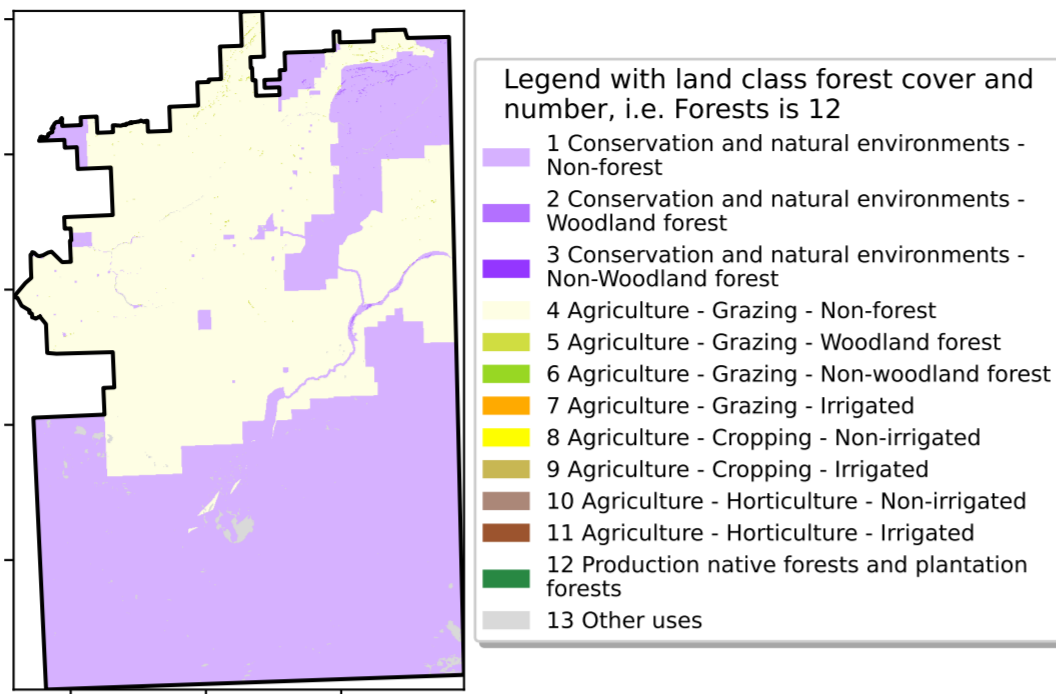 Legend with land class forest cover and
number, i.e. Forests is 12
1 Conservation and natural environments -
Non-forest
2 Conservation and natural environments -
Woodland forest
3 Conservation and natural environments -
Non-Woodland forest
4 Agriculture - Grazing - Non-forest
5 Agriculture - Grazing - Woodland forest
6 Agriculture - Grazing - Non-woodland forest
7 Agriculture - Grazing - Irrigated
8 Agriculture - Cropping - Non-irrigated
9 Agriculture - Cropping - Irrigated
10 Agriculture - Horticulture - Non-irrigated
11 Agriculture - Horticulture - Irrigated
12 Production native forests and plantation
forests
13 Other uses